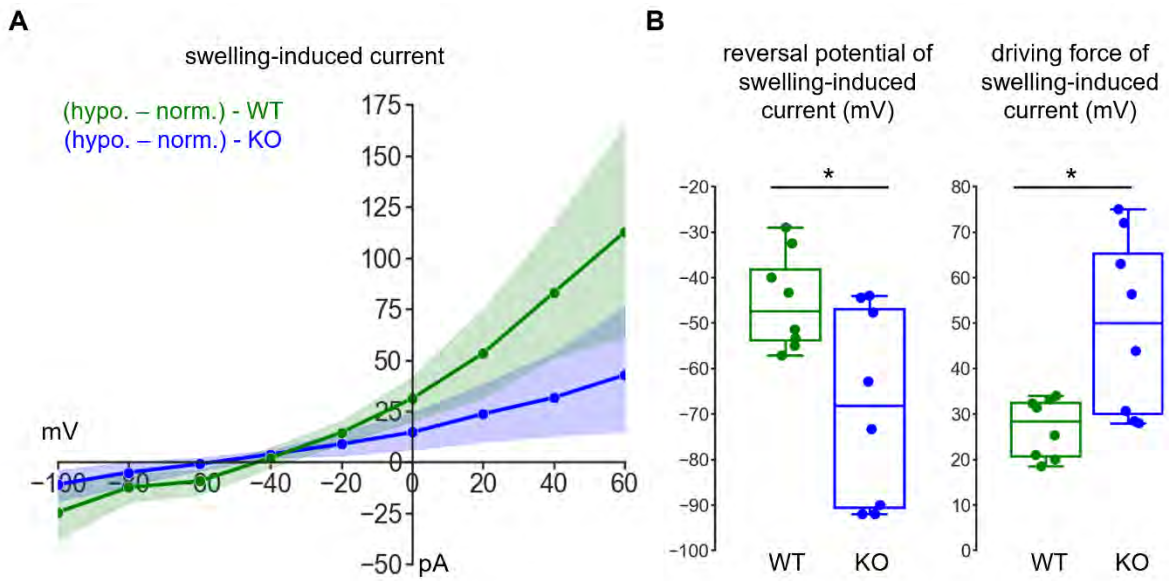 A
swelling-induced current
(hypo. – norm.) - WT
(hypo. – norm.) - KO
175
150
125
100
75
50
25
0
−25
−50
mV
pA
−100
−80
−60
−40
−20
0
20
40
60
B
reversal potential of
swelling-induced
current (mV)
*
−20
−30
−40
−50
−60
−70
−80
−90
−100
WT
KO
driving force of
swelling-induced
current (mV)
*
80
70
60
50
40
30
20
10
0
WT
KO